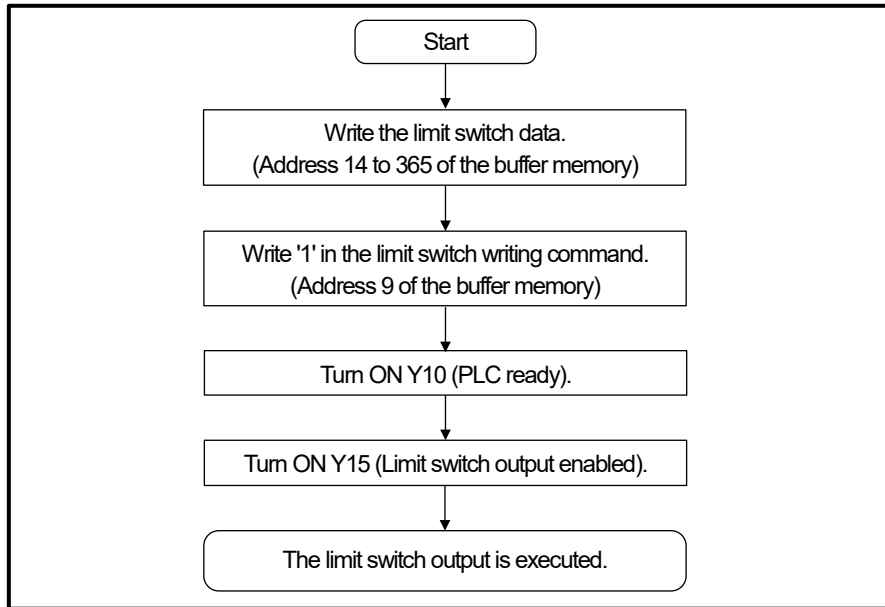 Start
Write the limit switch data.
(Address 14 to 365 of the buffer memory)
Write '1' in the limit switch writing command.
(Address 9 of the buffer memory)
Turn ON Y10 (PLC ready).
Turn ON Y15 (Limit switch output enabled).
The limit switch output is executed.